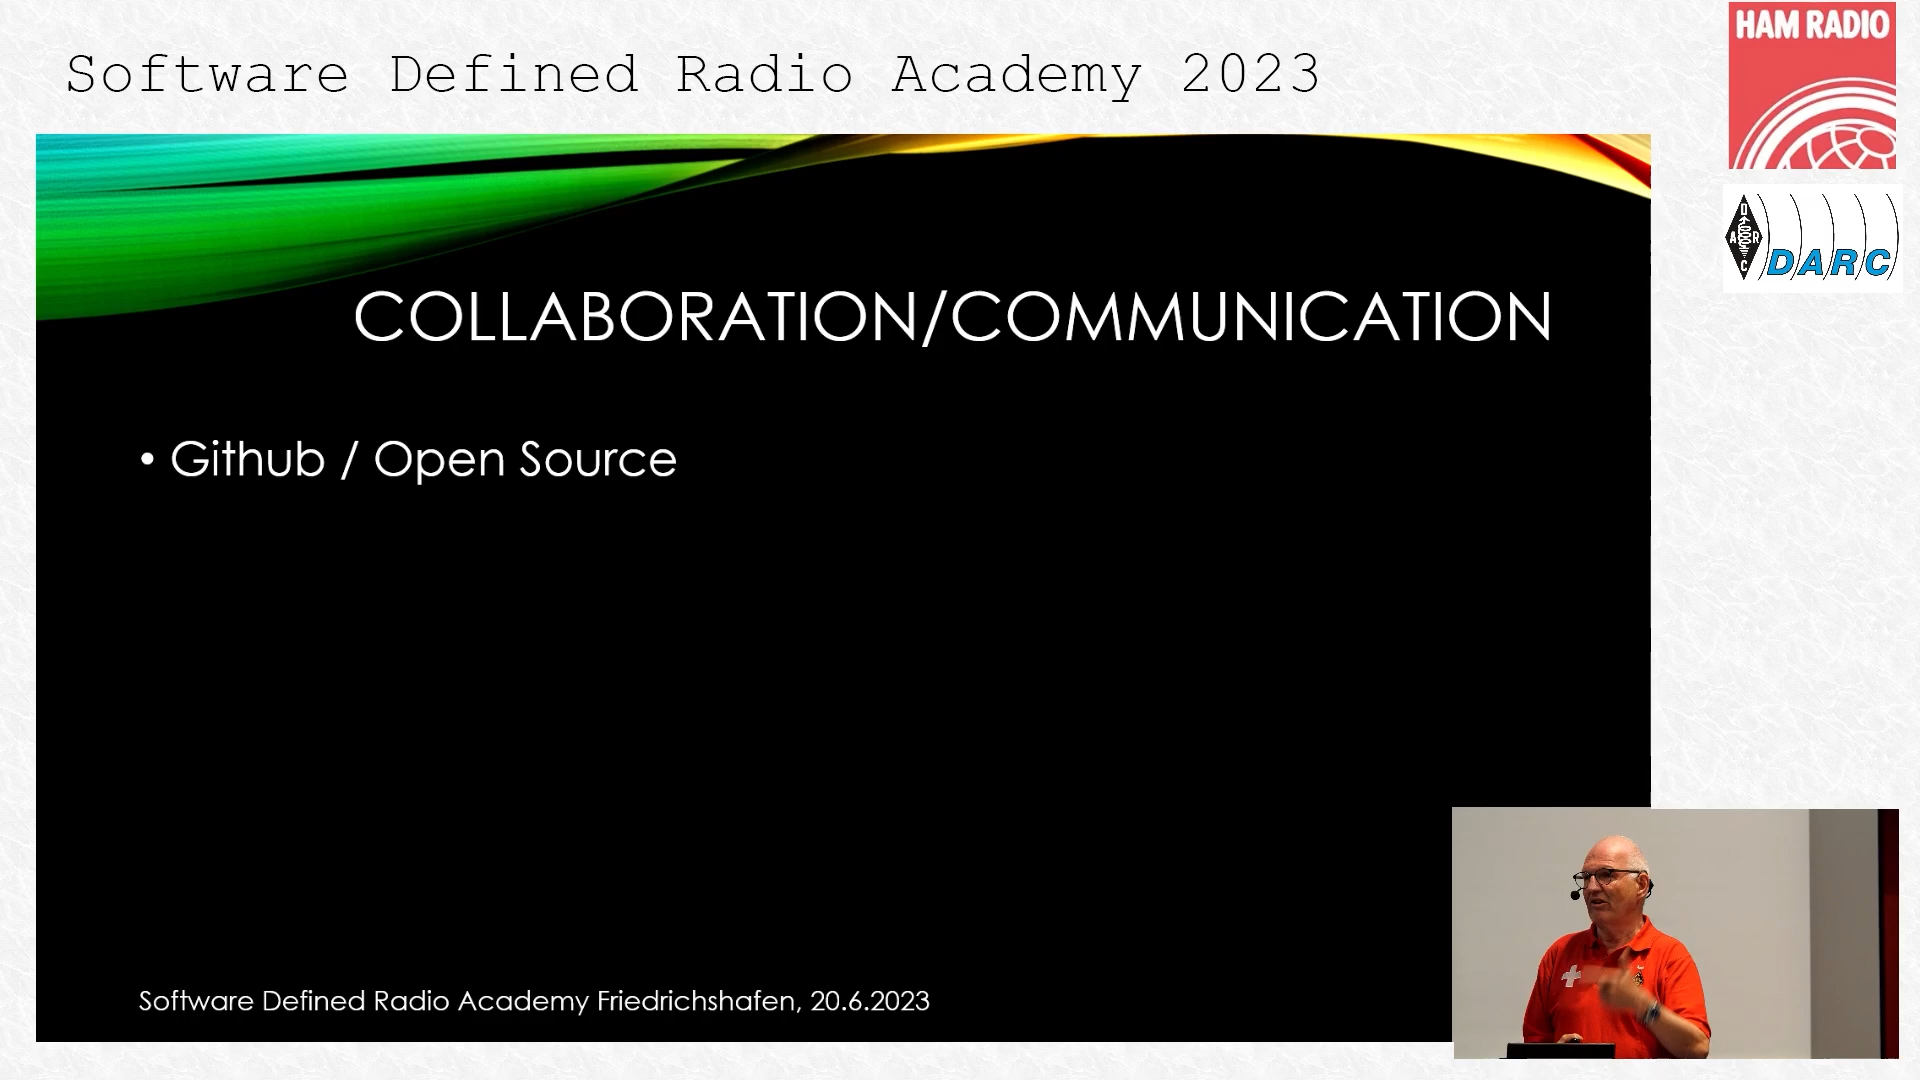 Software Defined Radio Academy 2023
HAM RADIO
D
A R
C
DARC
COLLABORATION/COMMUNICATION
• Github / Open Source
Software Defined Radio Academy Friedrichshafen, 20.6.2023